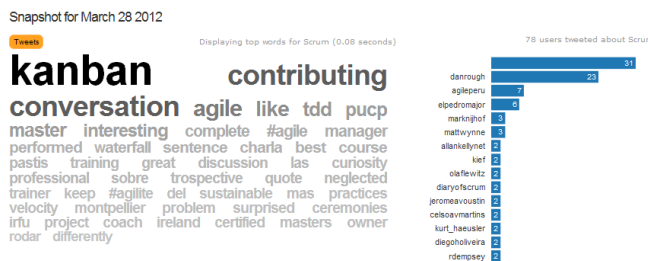 Snapshot for March 28 2012
Tweets
Displaying top words for Scrum (0.08 seconds)
kanban contributing
conversation agile like tdd pucp
master interesting complete #agile manager
performed waterfall sentence charla best course
pastis training great discussion las curiosity
professional sobre trospective quote neglected
trainer keep #agilite del sustainable mas practices
velocity montpellier problem surprised ceremonies
irfu project coach ireland certified masters owner
rodar differently
78 users tweeted about Scrum
31
danrough 23
agileperu 7
elpedromajor 6
marknijhof 3
mattwynne 3
allankellynet 2
kief 2
olaflewitz 2
diaryofscrum 2
jeromeavoustin 2
celsoavmartins 2
kurt_haeusler 2
diegoholiveira 2
rdempsey 2